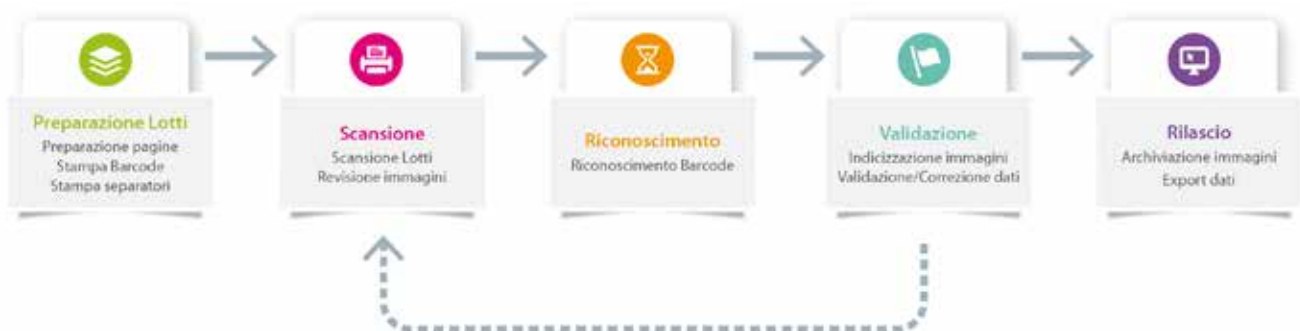 Preparazione Lotti
Preparazione pagine
Stampa Barcode
Stampa separatori
Scansione
Scansione Lotti
Revisione immagini
Riconoscimento
Riconoscimento Barcode
Validazione
Indicizzazione immagini
Validazione/Correzione dati
Rilascio
Archiviazione immagini
Export dati